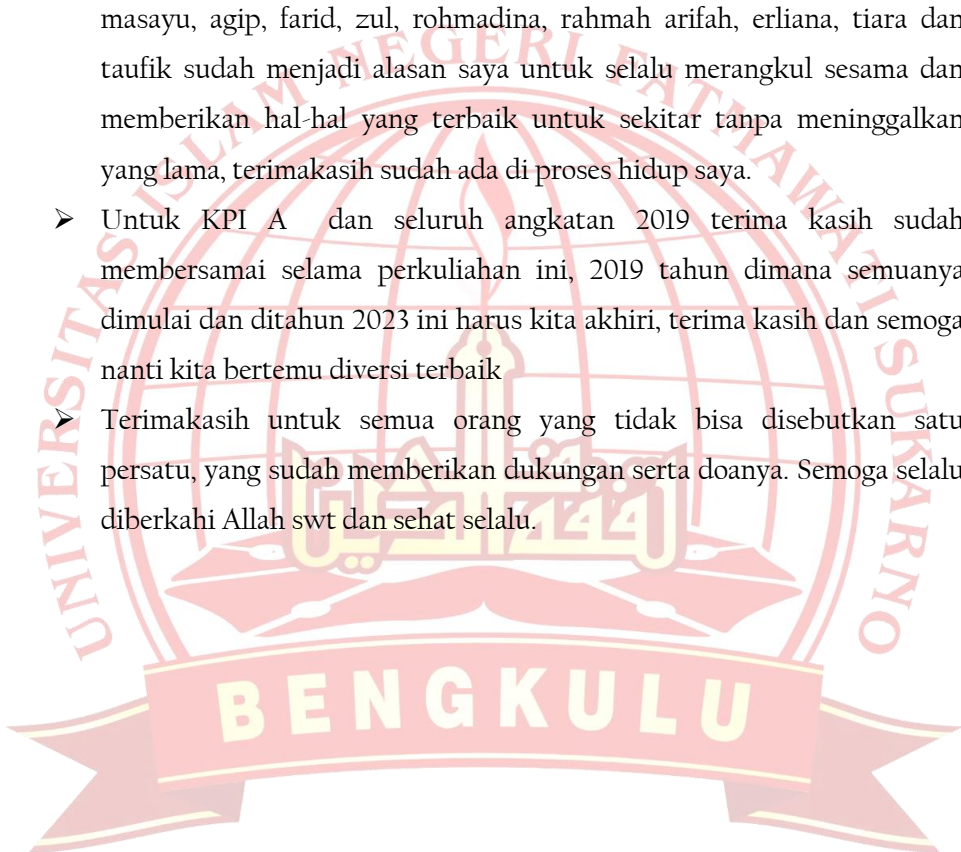 masayu, agip, farid, zul, rohmadina, rahmah arifah, erliana, tiara dan
taufik sudah menjadi alasan saya untuk selalu merangkul sesama dan
memberikan hal-hal yang terbaik untuk sekitar tanpa meninggalkan
yang lama, terimakasih sudah ada di proses hidup saya.
➤ Untuk KPI A dan seluruh angkatan 2019 terima kasih sudah
membersamai selama perkuliahan ini, 2019 tahun dimana semuanya
dimulai dan ditahun 2023 ini harus kita akhiri, terima kasih dan semoga
nanti kita bertemu diversi terbaik
➤ Terimakasih untuk semua orang yang tidak bisa disebutkan satu
persatu, yang sudah memberikan dukungan serta doanya. Semoga selalu
diberkahi Allah swt dan sehat selalu.
UNIVERSITAS ISLAM NEGERI FATMAWATI SUKARNO
BENGKULU